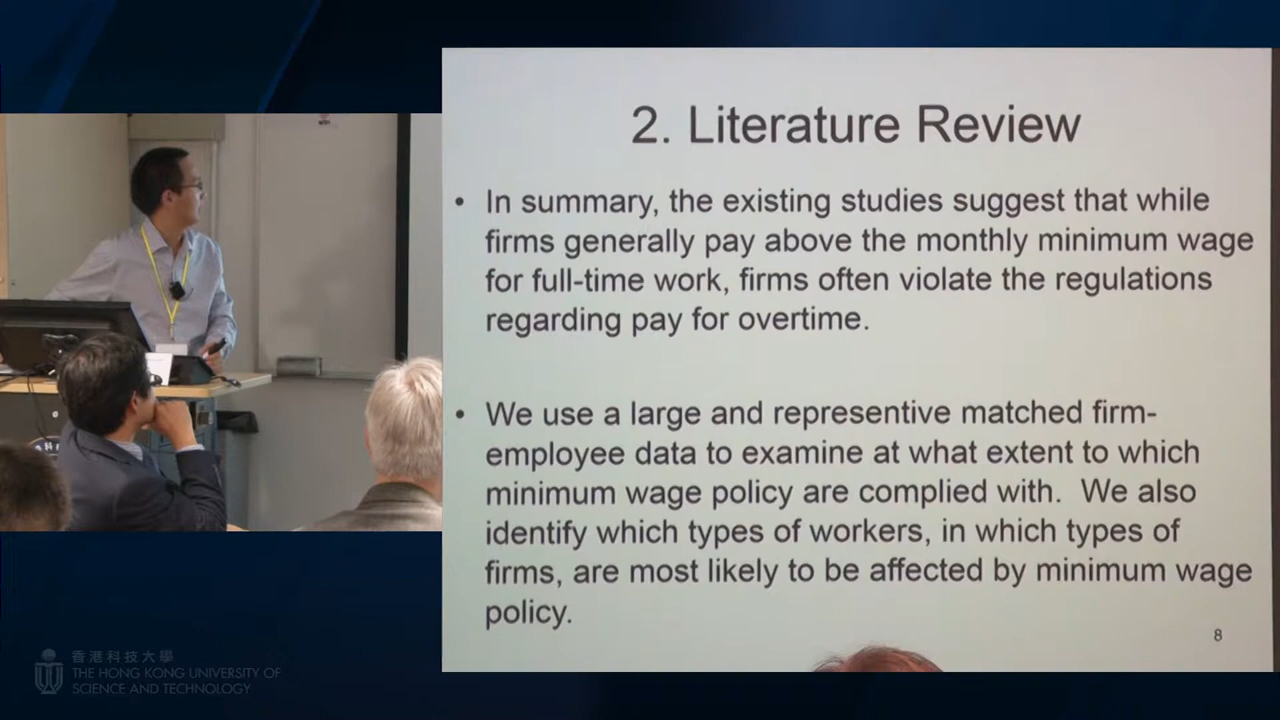 2. Literature Review
• In summary, the existing studies suggest that while
firms generally pay above the monthly minimum wage
for full-time work, firms often violate the regulations
regarding pay for overtime.
• We use a large and representive matched firm-
employee data to examine at what extent to which
minimum wage policy are complied with. We also
identify which types of workers, in which types of
firms, are most likely to be affected by minimum wage
policy.
8
香港科技大學
THE HONG KONG UNIVERSITY OF
SCIENCE AND TECHNOLOGY